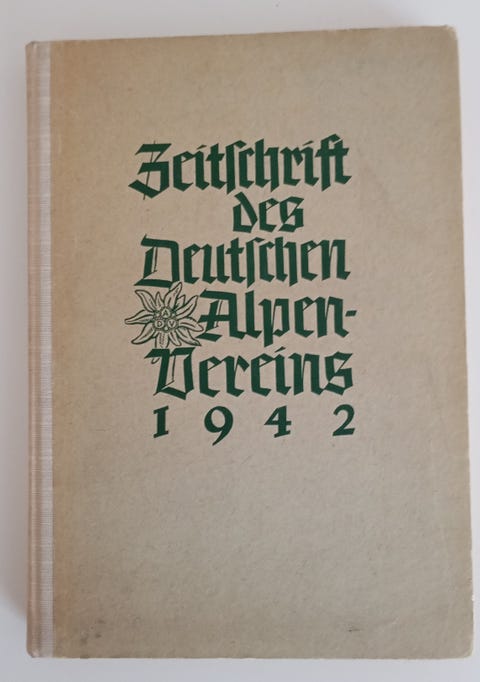 Zeitschrift
des
Deutschen
Alpen-
Vereins
1942